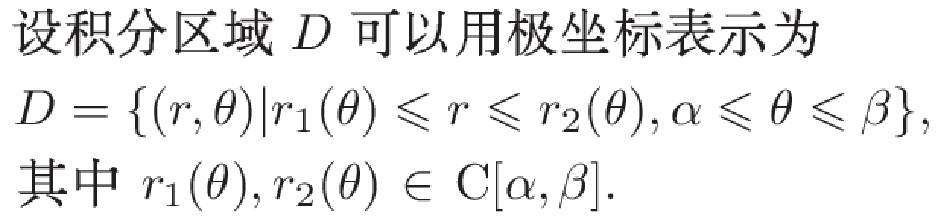 设积分区域 D 可以用极坐标表示为
D = {(r, θ)|r₁(θ) ⩽ r ⩽ r₂(θ), α ⩽ θ ⩽ β},
其中 r₁(θ), r₂(θ) ∈ C[α, β].